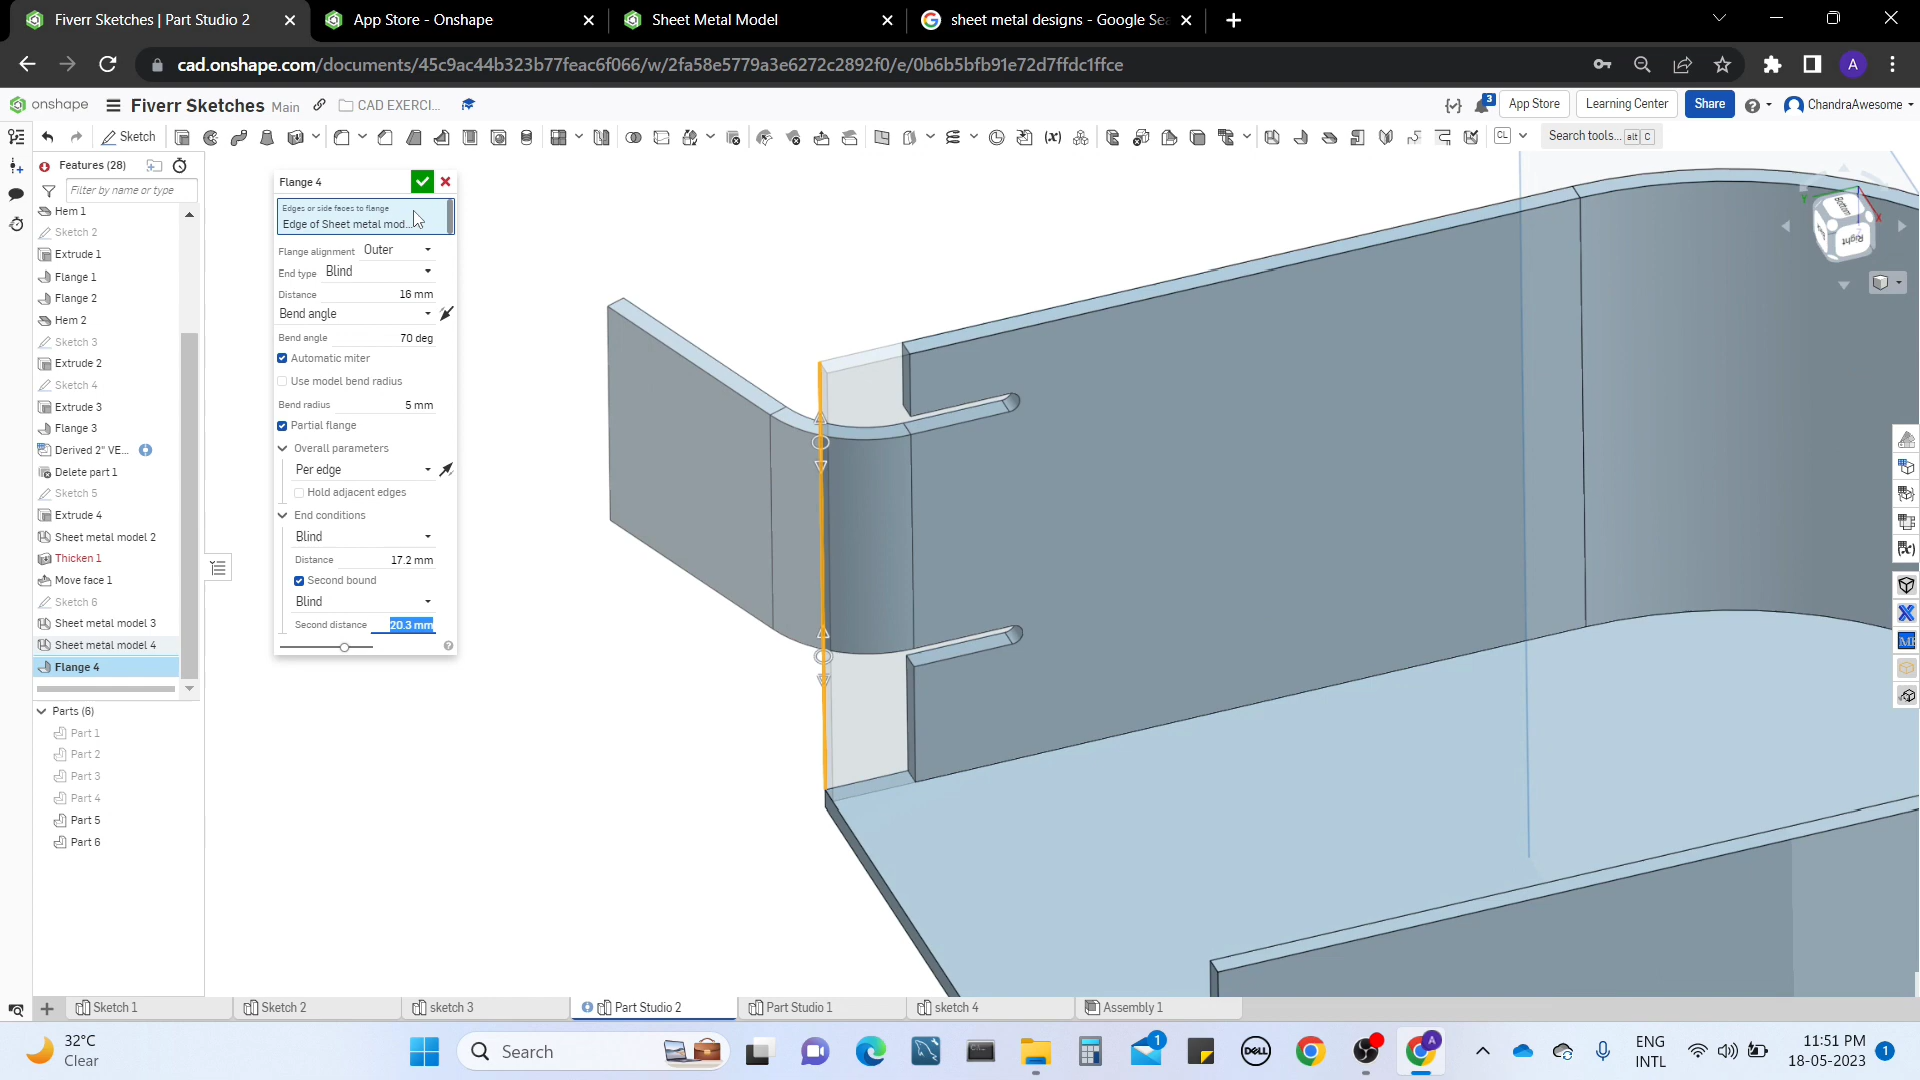 Fiverr Sketches | Part Studio 2
App Store - Onshape
Sheet Metal Model
sheet metal designs - Google Sea
cad.onshape.com/documents/45c9ac44b323b77feac6f066/w/2fa58e5779a3e6272c2892f0/e/0b6b5bfb91e72d7ffdc1ffce
A
onshape
Fiverr Sketches Main
CAD EXERCI...
3
App Store
Learning Center
Share
ChandraAwesome
Sketch
CL
Search tools... alt C
Features (28)
Filter by name or type
Hem 1
Sketch 2
Extrude 1
Flange 1
Flange 2
Hem 2
Sketch 3
Extrude 2
Sketch 4
Extrude 3
Flange 3
Derived 2" VE...
Delete part 1
Sketch 5
Extrude 4
Sheet metal model 2
Thicken 1
Move face 1
Sketch 6
Sheet metal model 3
Sheet metal model 4
Flange 4
Parts (6)
Part 1
Part 2
Part 3
Part 4
Part 5
Part 6
Flange 4
Edges or side faces to flange
Edge of Sheet metal mod...
Flange alignment Outer
End type Blind
Distance 16 mm
Bend angle
Bend angle 70 deg
Automatic miter
Use model bend radius
Bend radius 5 mm
Partial flange
Overall parameters
Per edge
Hold adjacent edges
End conditions
Blind
Distance 17.2 mm
Second bound
Blind
Second distance 20.3 mm
Bottom
Right
Y
X
Sketch 1
Sketch 2
sketch 3
Part Studio 2
Part Studio 1
sketch 4
Assembly 1
32°C
Clear
Search
DELL
1
A
ENG
INTL
11:51 PM
18-05-2023
1